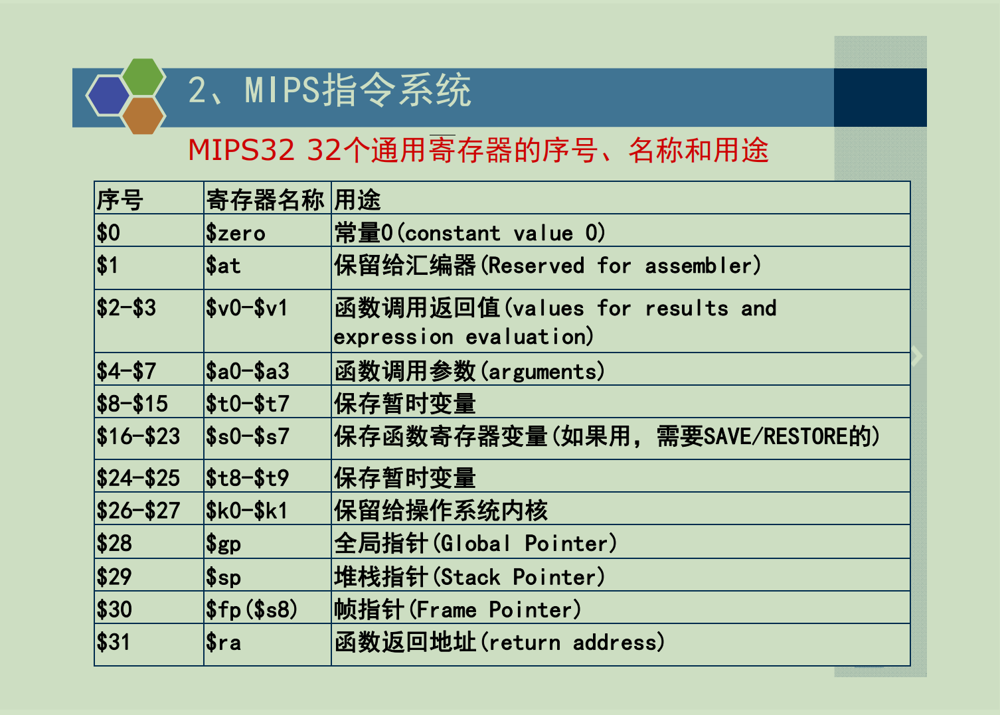 2、MIPS指令系统
MIPS32 32个通用寄存器的序号、名称和用途
序号 寄存器名称 用途
$0 $zero 常量0(constant value 0)
$1 $at 保留给汇编器(Reserved for assembler)
$2-$3 $v0-$v1 函数调用返回值(values for results and
expression evaluation)
$4-$7 $a0-$a3 函数调用参数(arguments)
$8-$15 $t0-$t7 保存暂时变量
$16-$23 $s0-$s7 保存函数寄存器变量(如果用，需要SAVE/RESTORE的)
$24-$25 $t8-$t9 保存暂时变量
$26-$27 $k0-$k1 保留给操作系统内核
$28 $gp 全局指针(Global Pointer)
$29 $sp 堆栈指针(Stack Pointer)
$30 $fp($s8) 帧指针(Frame Pointer)
$31 $ra 函数返回地址(return address)